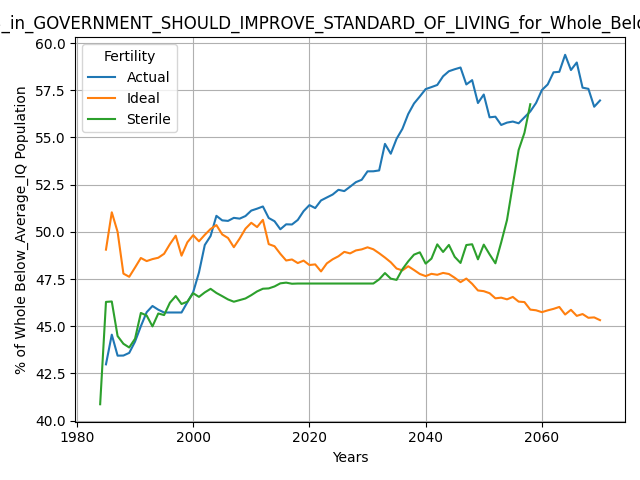 _in_GOVERNMENT_SHOULD_IMPROVE_STANDARD_OF_LIVING_for_Whole_Belo
Fertility
Actual
Ideal
Sterile
% of Whole Below_Average_IQ Population
60.0
57.5
55.0
52.5
50.0
47.5
45.0
42.5
40.0
1980
2000
2020
2040
2060
Years